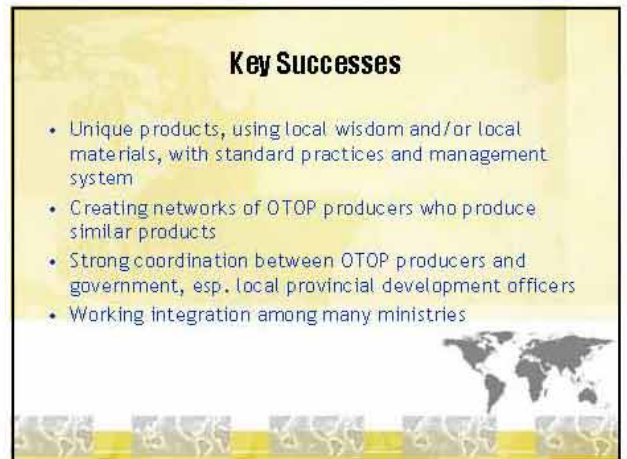 Key Successes
• Unique products, using local wisdom and/or local
materials, with standard practices and management
system
• Creating networks of OTOP producers who produce
similar products
• Strong coordination between OTOP producers and
government, esp. local provincial development officers
• Working integration among many ministries